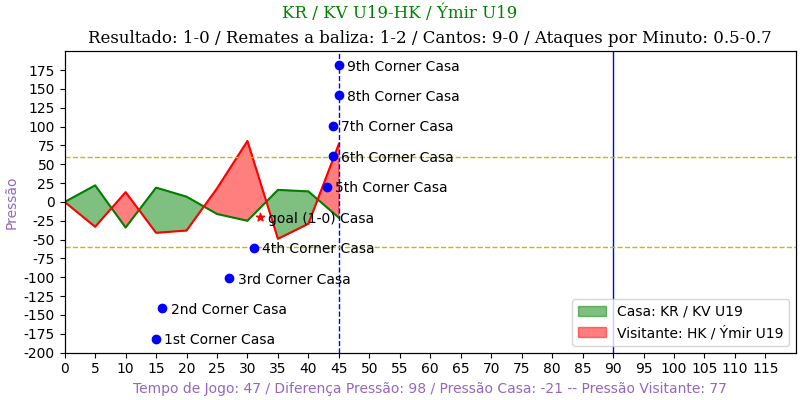 KR / KV U19-HK / Ýmir U19
Resultado: 1-0 / Remates a baliza: 1-2 / Cantos: 9-0 / Ataques por Minuto: 0.5-0.7
Pressão
175
150
125
100
75
50
25
0
-25
-50
-75
-100
-125
-150
-175
-200
9th Corner Casa
8th Corner Casa
7th Corner Casa
6th Corner Casa
5th Corner Casa
goal (1-0) Casa
4th Corner Casa
3rd Corner Casa
2nd Corner Casa
1st Corner Casa
Casa: KR / KV U19
Visitante: HK / Ýmir U19
0 5 10 15 20 25 30 35 40 45 50 55 60 65 70 75 80 85 90 95 100 105 110 115
Tempo de Jogo: 47 / Diferença Pressão: 98 / Pressão Casa: -21 -- Pressão Visitante: 77